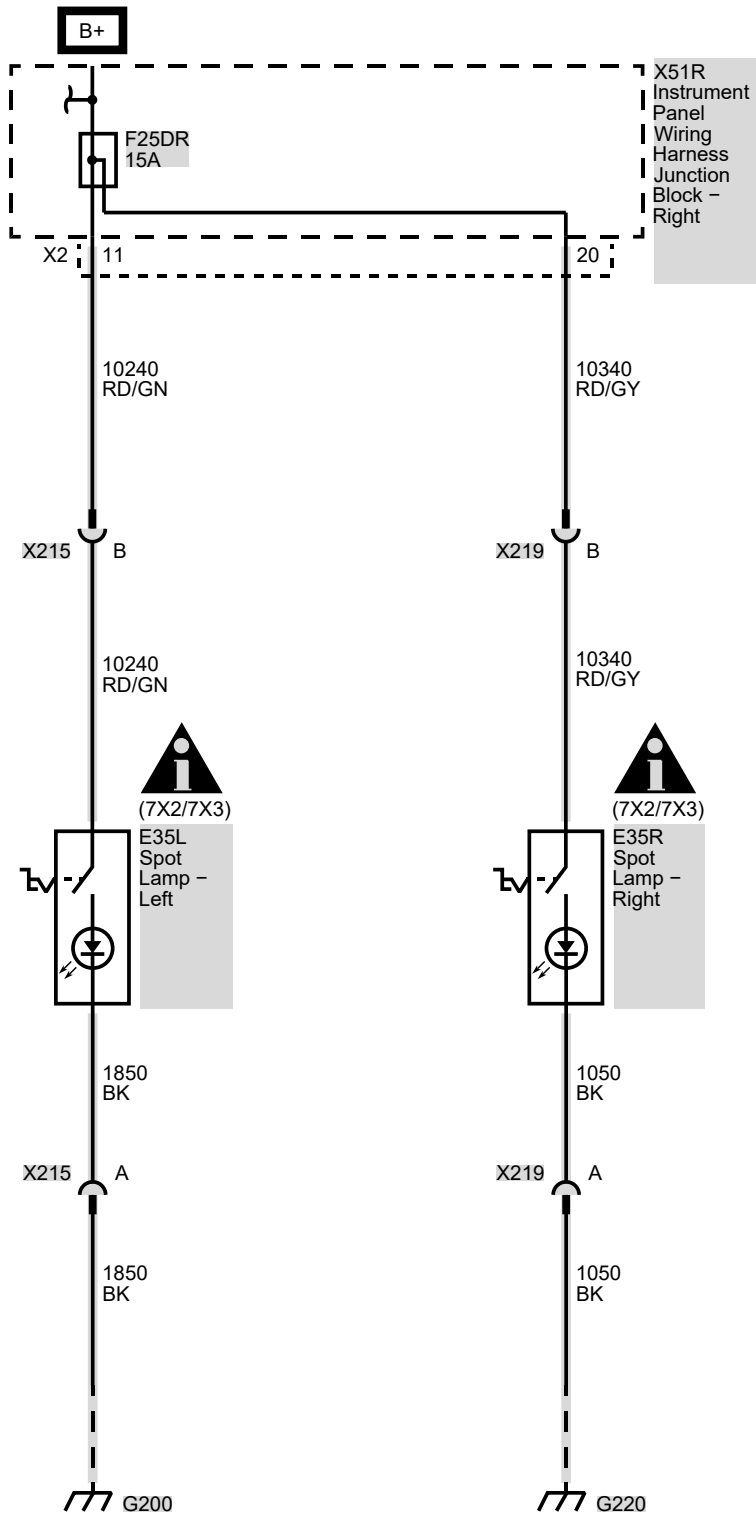 B+
X51R
Instrument
Panel
Wiring
Harness
Junction
Block –
Right
F25DR
15A
X2
11
20
10240
RD/GN
10340
RD/GY
X215
B
X219
B
10240
RD/GN
10340
RD/GY
i
i
(7X2/7X3)
(7X2/7X3)
E35L
Spot
Lamp –
Left
E35R
Spot
Lamp –
Right
1850
BK
1050
BK
X215
A
X219
A
1850
BK
1050
BK
G200
G220